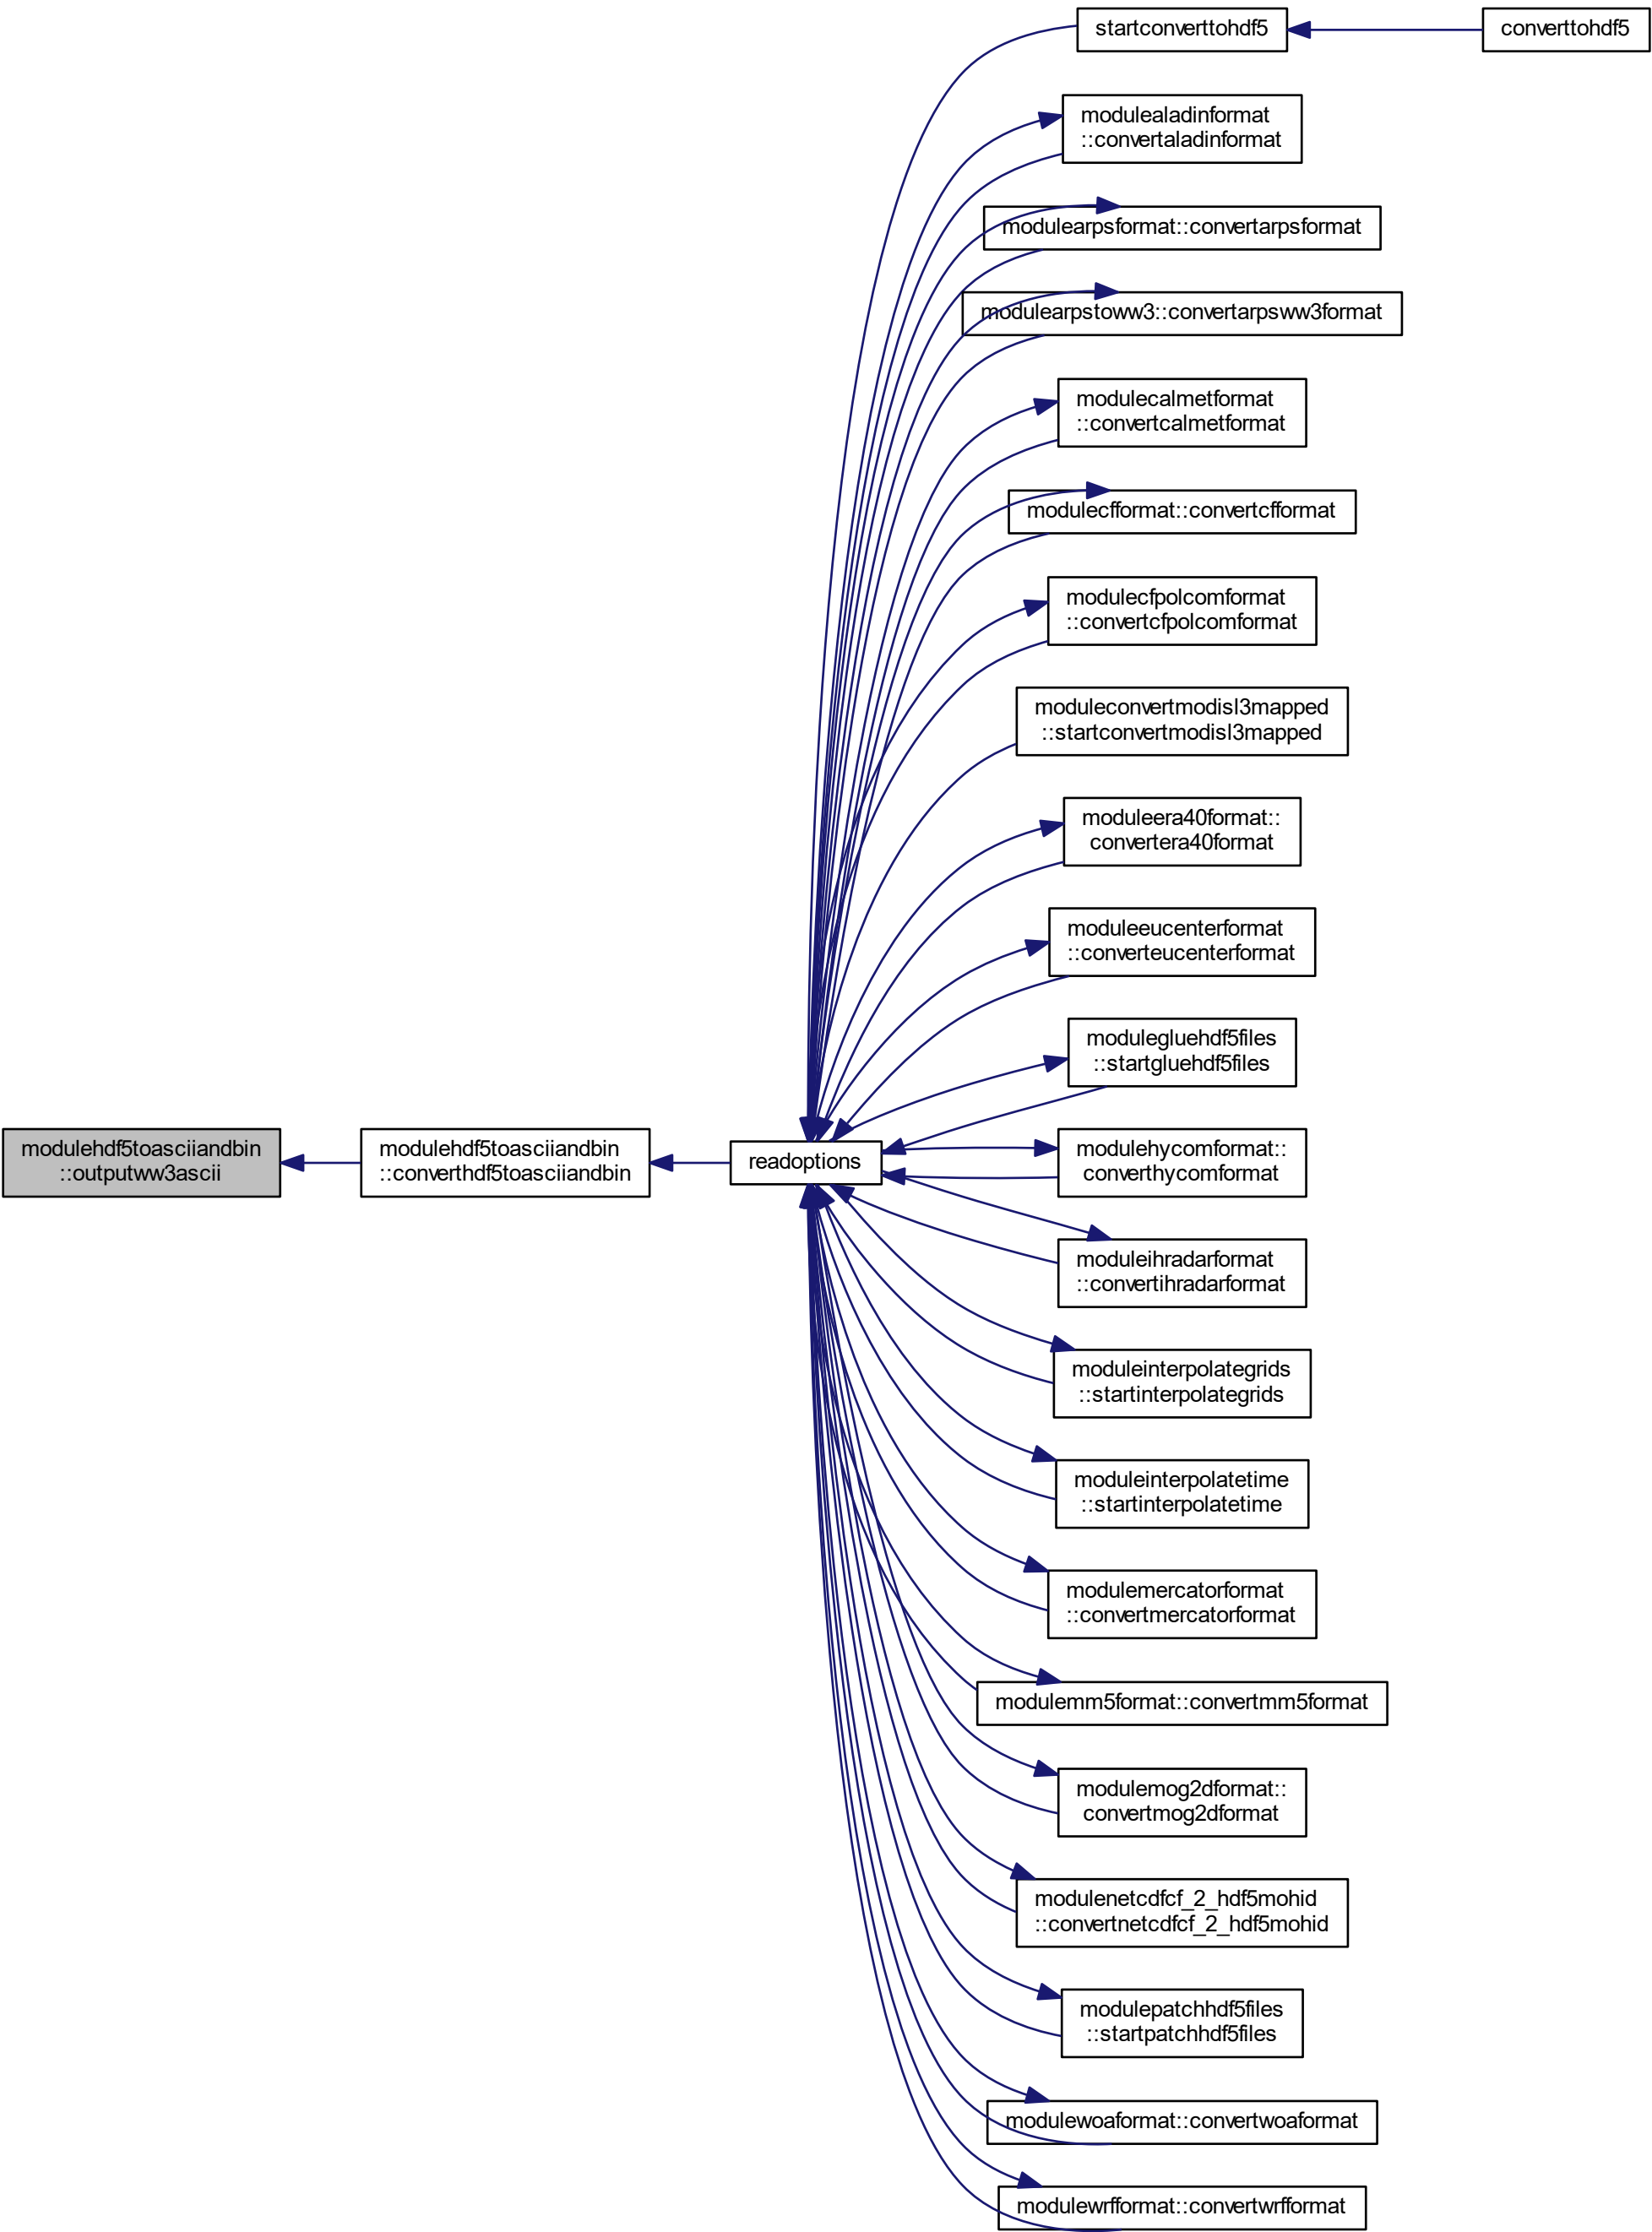 startconverttohdf5
converttohdf5
modulealadinformat
::convertaladinformat
modulearpsformat::convertarpsformat
modulearpstoww3::convertarpsww3format
modulecalmetformat
::convertcalmetformat
modulecfformat::convertcfformat
modulecfpolcomformat
::convertcfpolcomformat
moduleconvertmodisl3mapped
::startconvertmodisl3mapped
moduleera40format::
convertera40format
moduleeucenterformat
::converteucenterformat
modulegluehdf5files
::startgluehdf5files
modulehdf5toasciiandbin
::outputww3ascii
modulehdf5toasciiandbin
::converthdf5toasciiandbin
readoptions
modulehycomformat::
converthycomformat
moduleihradarformat
::convertihradarformat
moduleinterpolategrids
::startinterpolategrids
moduleinterpolatetime
::startinterpolatetime
modulemercatorformat
::convertmercatorformat
modulemm5format::convertmm5format
modulemog2dformat::
convertmog2dformat
modulenetcdfcf_2_hdf5mohid
::convertnetcdfcf_2_hdf5mohid
modulepatchhdf5files
::startpatchhdf5files
modulewoaformat::convertwoaformat
modulewrfformat::convertwrfformat